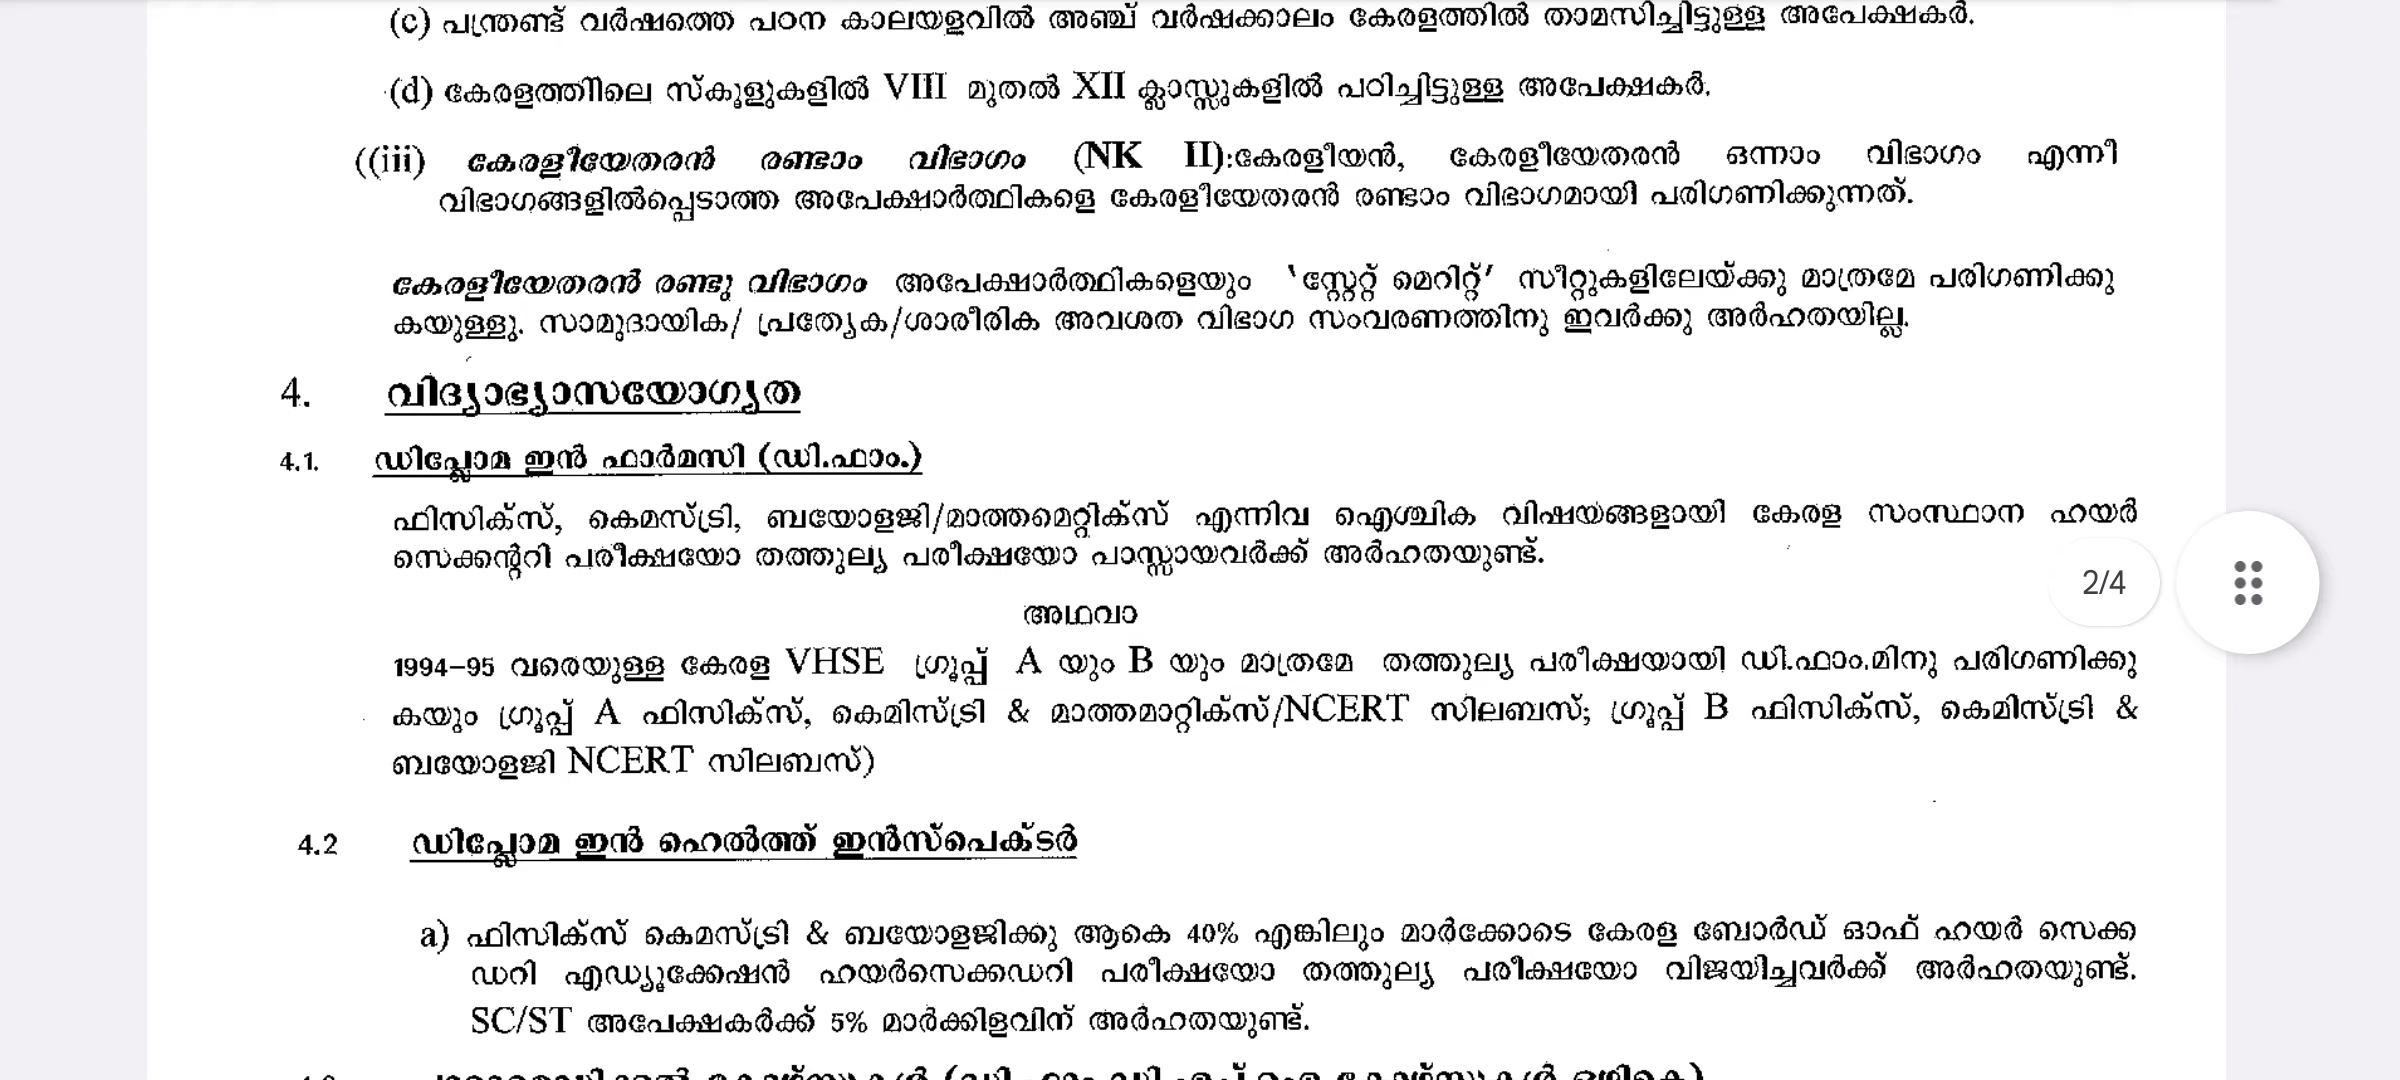 (c) പന്ത്രണ്ട് വർഷത്തെ പഠന കാലയളവിൽ അഞ്ച് വർഷക്കാലം കേരളത്തിൽ താമസിച്ചിട്ടുള്ള അപേക്ഷകർ.
(d) കേരളത്തിിലെ സ്കൂളുകളിൽ VIII മുതൽ XII ക്ലാസ്സുകളിൽ പഠിച്ചിട്ടുള്ള അപേക്ഷകർ.
((iii) കേരളീയേതരൻ രണ്ടാം വിഭാഗം (NK II):കേരളീയൻ, കേരളീയേതരൻ ഒന്നാം വിഭാഗം എന്നീ
വിഭാഗങ്ങളിൽപ്പെടാത്ത അപേക്ഷാർത്ഥികളെ കേരളീയേതരൻ രണ്ടാം വിഭാഗമായി പരിഗണിക്കുന്നത്.
കേരളീയേതരൻ രണ്ടു വിഭാഗം അപേക്ഷാർത്ഥികളെയും ‘സ്റ്റേറ്റ് മെറിറ്റ്’ സീറ്റുകളിലേയ്ക്കു മാത്രമേ പരിഗണിക്കു
കയുള്ളു. സാമുദായിക/ പ്രത്യേക/ശാരീരിക അവശത വിഭാഗ സംവരണത്തിനു ഇവർക്കു അർഹതയില്ല.
4. വിദ്യാഭ്യാസയോഗ്യത
4.1. ഡിപ്ലോമ ഇൻ ഫാർമസി (ഡി.ഫാം.)
ഫിസിക്സ്, കെമസ്ട്രി, ബയോളജി/മാത്തമെറ്റിക്സ് എന്നിവ ഐശ്ചിക വിഷയങ്ങളായി കേരള സംസ്ഥാന ഹയർ
സെക്കന്ററി പരീക്ഷയോ തത്തുല്യ പരീക്ഷയോ പാസ്സായവർക്ക് അർഹതയുണ്ട്.
അഥവാ
1994-95 വരെയുള്ള കേരള VHSE ഗ്രൂപ്പ് A യും B യും മാത്രമേ തത്തുല്യ പരീക്ഷയായി ഡി.ഫാം.മിനു പരിഗണിക്കു
കയും ഗ്രൂപ്പ് A ഫിസിക്സ്, കെമിസ്ട്രി & മാത്തമാറ്റിക്സ്/NCERT സിലബസ്; ഗ്രൂപ്പ് B ഫിസിക്സ്, കെമിസ്ട്രി &
ബയോളജി NCERT സിലബസ്)
2/4
4.2 ഡിപ്ലോമ ഇൻ ഹെൽത്ത് ഇൻസ്പെക്ടർ
a) ഫിസിക്സ് കെമസ്ട്രി & ബയോളജിക്കു ആകെ 40% എങ്കിലും മാർക്കോടെ കേരള ബോർഡ് ഓഫ് ഹയർ സെക്ക
ഡറി എഡ്യൂക്കേഷൻ ഹയർസെക്കഡറി പരീക്ഷയോ തത്തുല്യ പരീക്ഷയോ വിജയിച്ചവർക്ക് അർഹതയുണ്ട്.
SC/ST അപേക്ഷകർക്ക് 5% മാർക്കിളവിന് അർഹതയുണ്ട്.